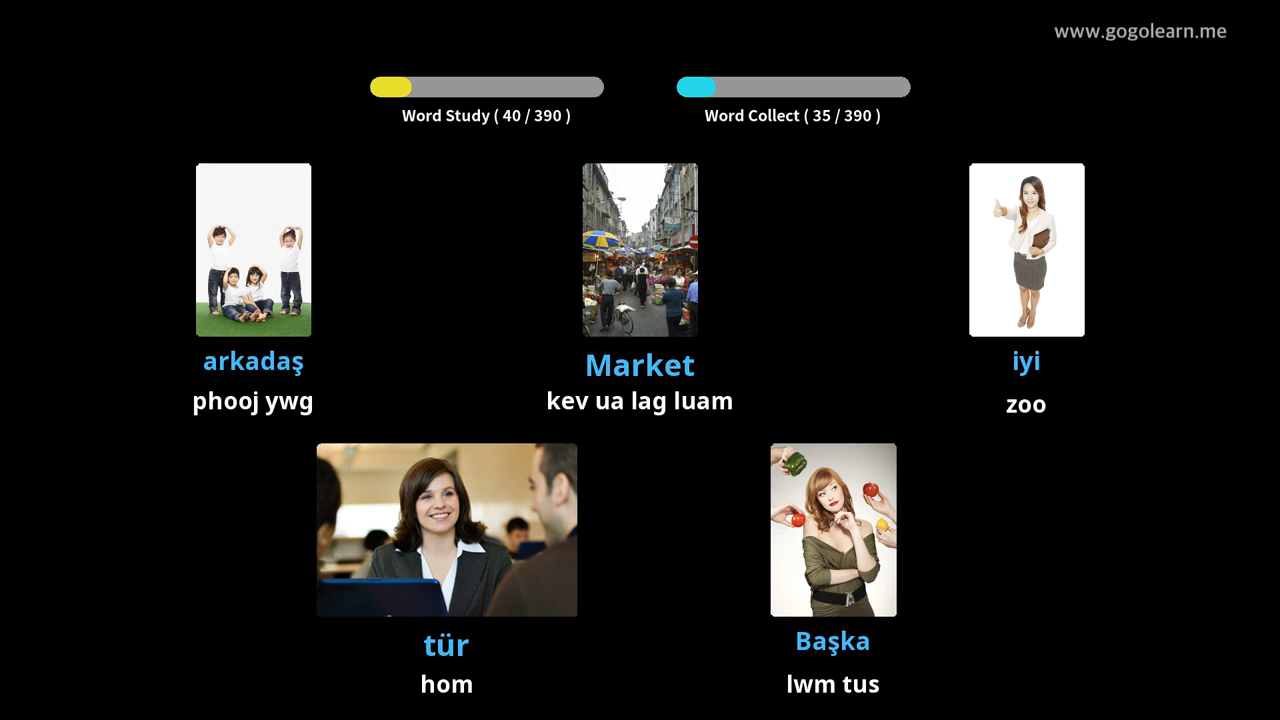 www.gogolearn.me
Word Study ( 40 / 390 )
Word Collect ( 35 / 390 )
arkadaş
phooj ywg
Market
kev ua lag luam
iyi
zoo
tür
hom
Başka
lwm tus